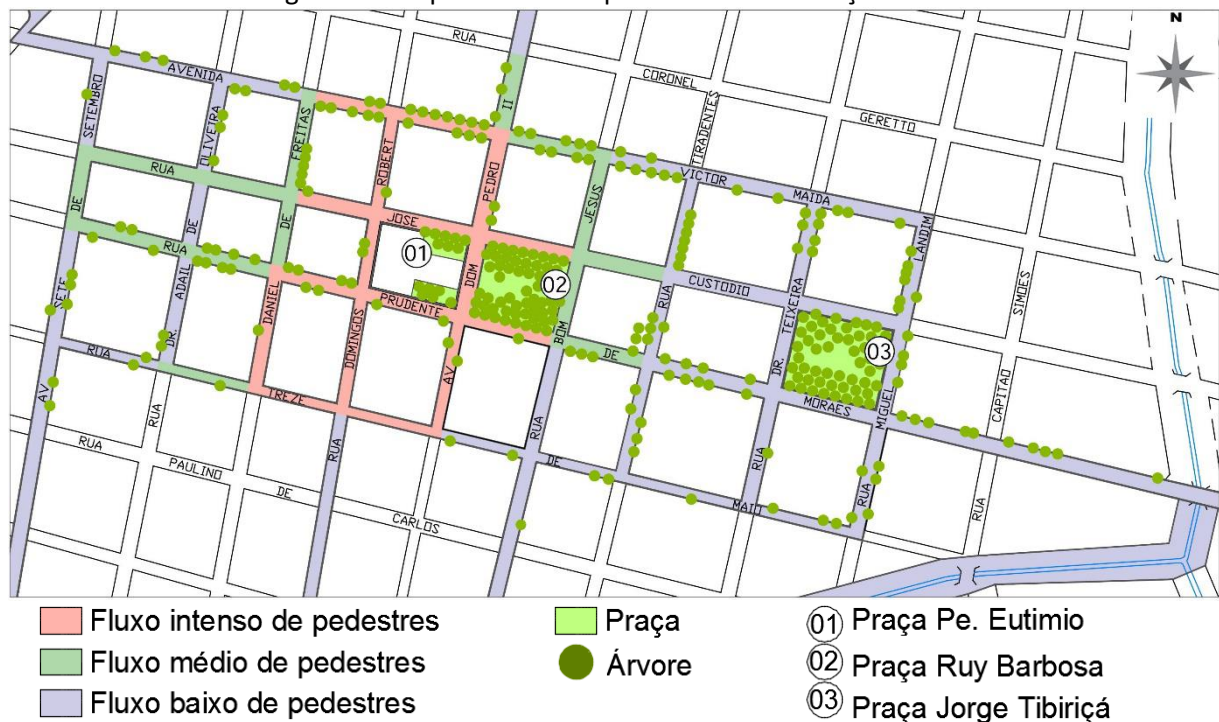 N
RUA
CORONEL
GERETTO
AVENIDA
VICTOR
MAIDA
SETEMBRO
OLIVEIRA
FREITAS
ROBERT
PEDRO
II
JESUS
TIRADENTES
LANDIM
RUA
JOSE
CUSTODIO
TEIXEIRA
SIMOES
DE
DE
DE
RUA
01
02
03
DOM
PRUDENTE
DE
MORAES
SETE
ADAIL
DANIEL
DOMINGOS
BOM
RUA
DR.
DR.
MIGUEL
CAPITAO
AV
RUA
TREZE
AV
DE
MAIO
RUA
RUA
RUA
RUA
RUA
RUA
RUA
PAULINO
DE
CARLOS
Fluxo intenso de pedestres
Fluxo médio de pedestres
Fluxo baixo de pedestres
Praça
Árvore
01 Praça Pe. Eutimio
02 Praça Ruy Barbosa
03 Praça Jorge Tibiriçá